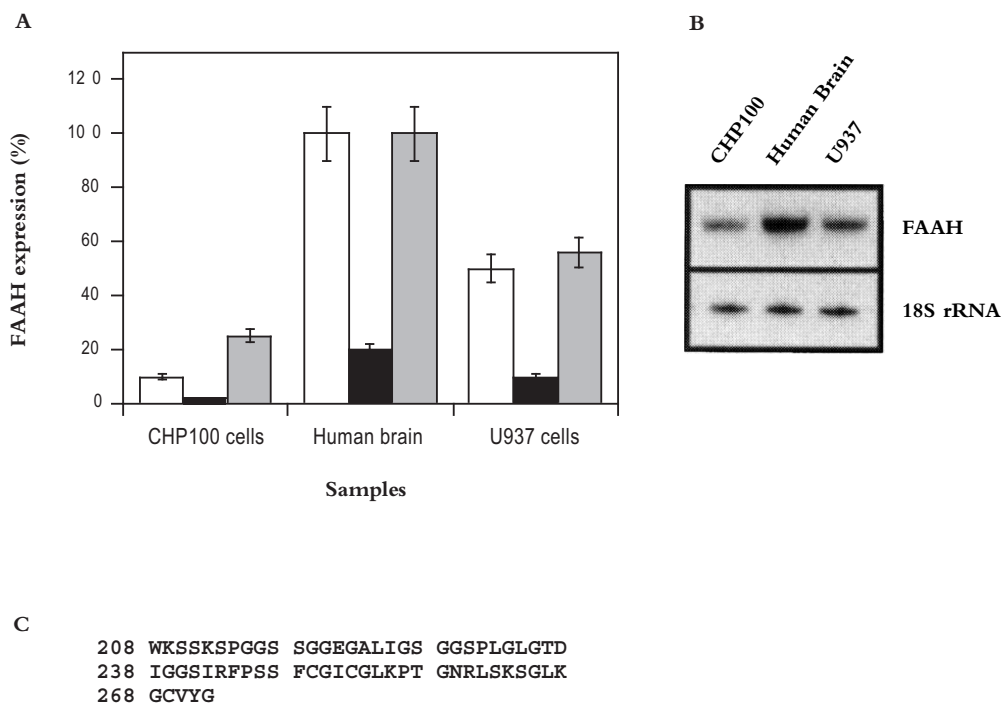 A
FAAH expression (%)
12 0
10 0
80
60
40
20
0
CHP100 cells
Human brain
U937 cells
Samples
B
CHP100
Human Brain
U937
FAAH
18S rRNA
C
208 WKSSKSPGGS SGGEGALIGS GGSPLGLGTD
238 IGGSIRFPSS FCGICGLKPT GNRLSKSGLK
268 GCVYG